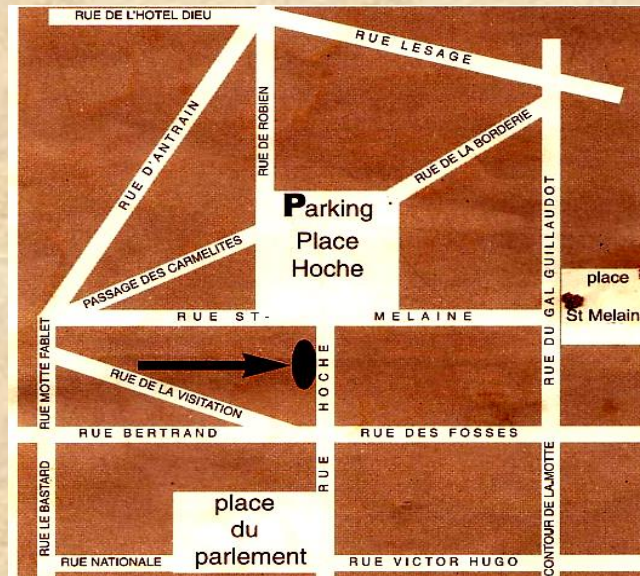 RUE DE L'HOTEL DIEU
RUE LESAGE
RUE D'ANTRAIN
RUE DE ROBIEN
RUE DE LA BORDERIE
Parking
Place
Hoche
PASSAGE DES CARMELITES
RUE DU GAL GUILLAUDOT
place
St Melain
RUE ST-MELAINE
RUE MOTTE FABLET
RUE DE LA VISITATION
RUE HOCHE
RUE BERTRAND
RUE DES FOSSES
RUE LE BASTARD
place
du
parlement
CONTOUR DE LA MOTTE
RUE NATIONALE
RUE VICTOR HUGO